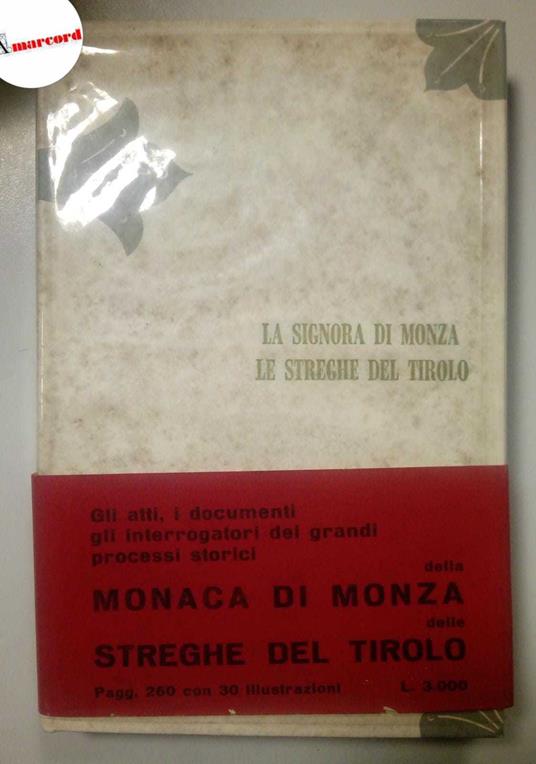 Amarcord
LA SIGNORA DI MONZA
LE STREGHE DEL TIROLO
Gli atti, i documenti
gli interrogatori dei grandi
processi storici
della
MONACA DI MONZA
delle
STREGHE DEL TIROLO
Pagg. 260 con 30 illustrazioni L. 3.000